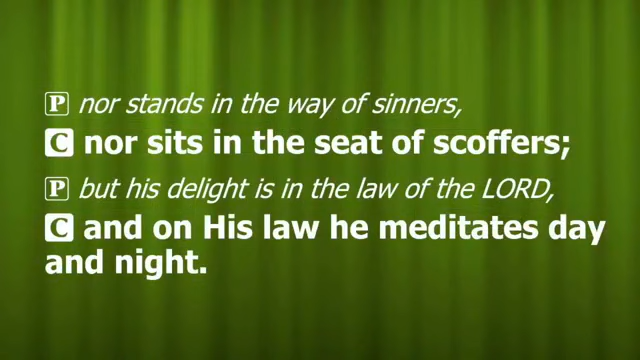 P nor stands in the way of sinners,
C nor sits in the seat of scoffers;
P but his delight is in the law of the LORD,
C and on His law he meditates day
and night.